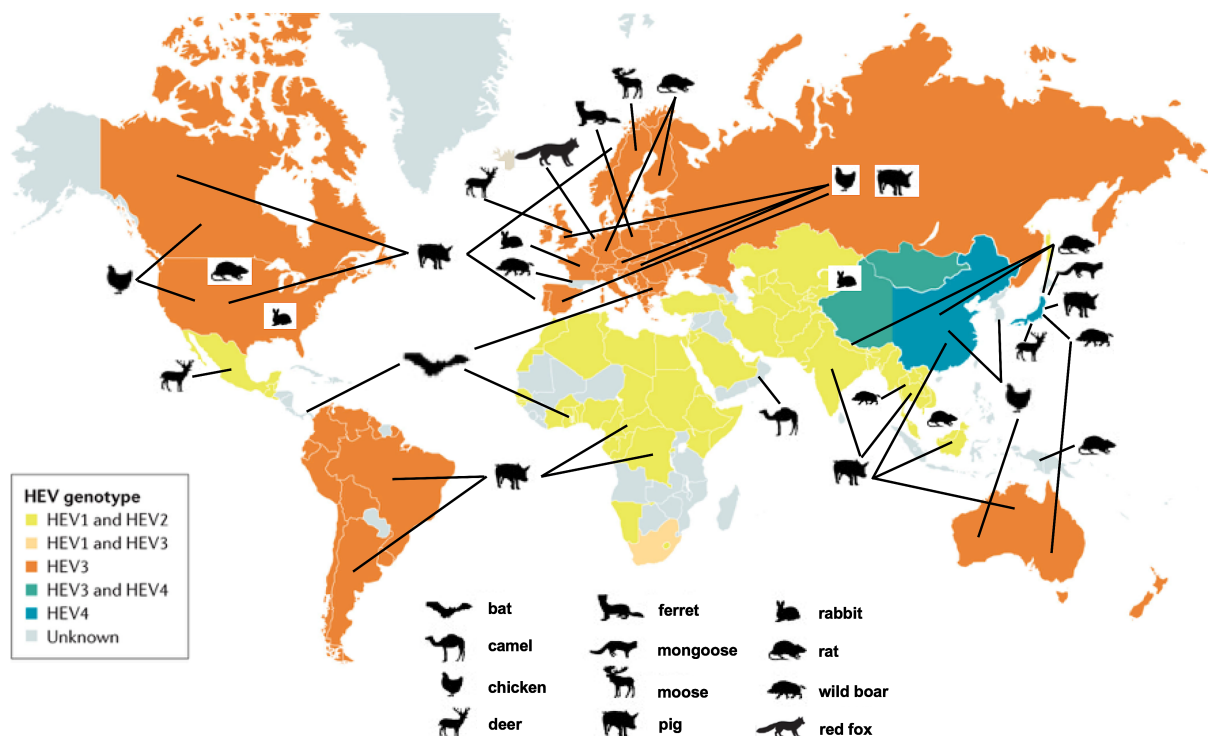 HEV genotype
HEV1 and HEV2
HEV1 and HEV3
HEV3
HEV3 and HEV4
HEV4
Unknown
bat
ferret
rabbit
camel
mongoose
rat
chicken
moose
wild boar
deer
pig
red fox